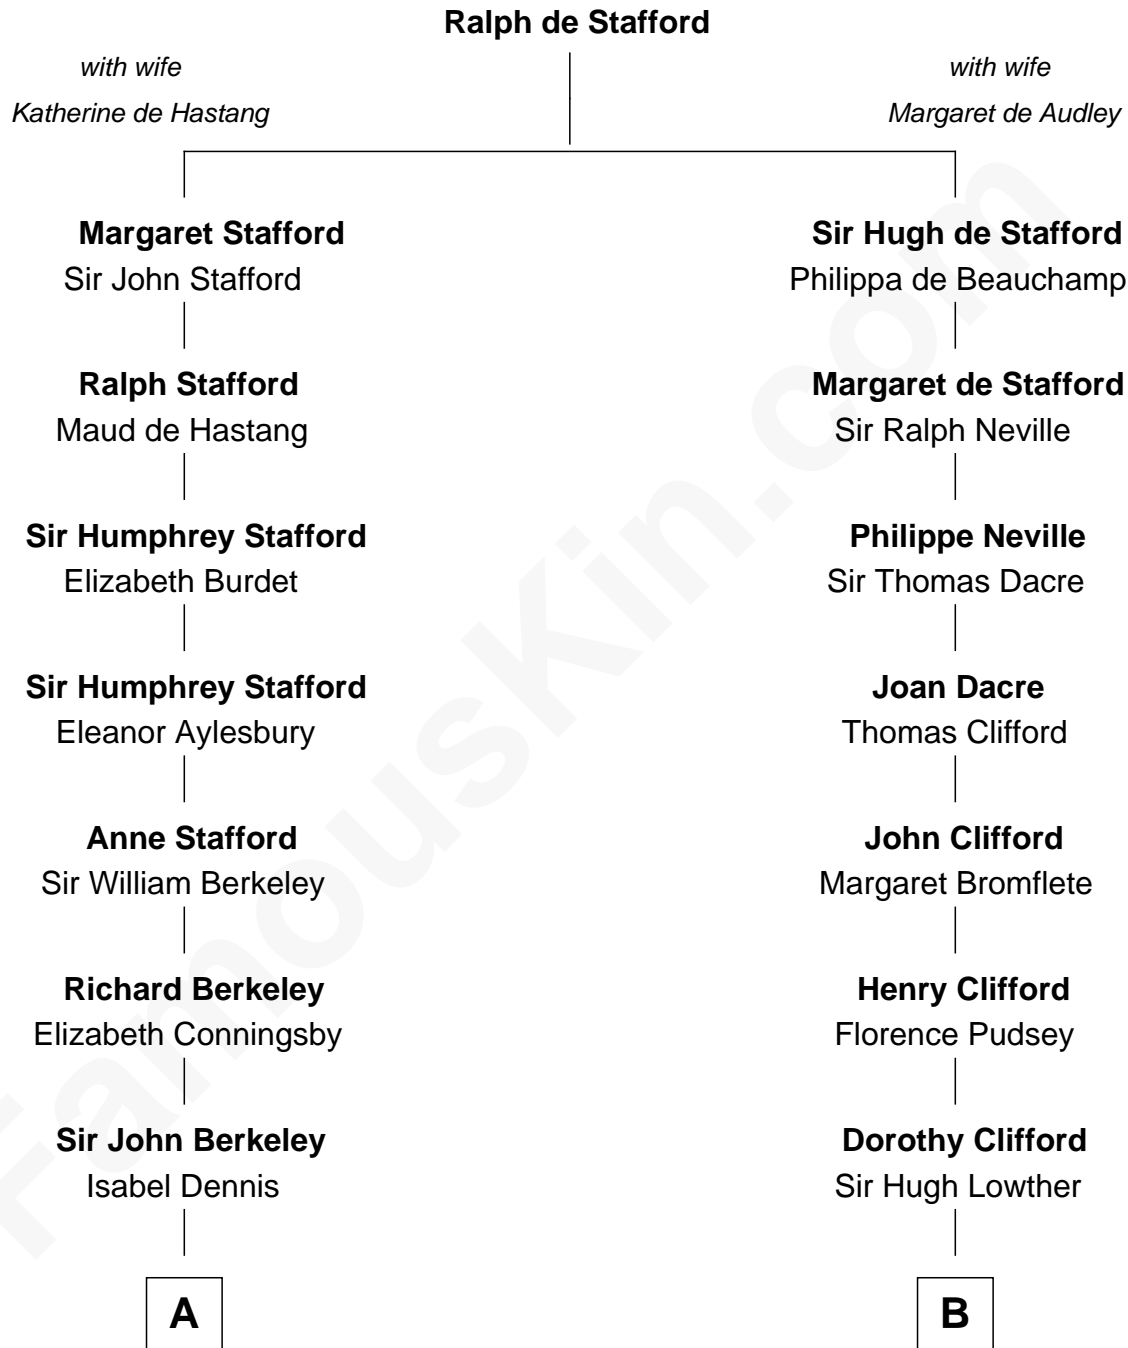 Ralph de Stafford
with wife
Katherine de Hastang
with wife
Margaret de Audley
Margaret Stafford
Sir John Stafford
Sir Hugh de Stafford
Philippa de Beauchamp
Ralph Stafford
Maud de Hastang
Margaret de Stafford
Sir Ralph Neville
Sir Humphrey Stafford
Elizabeth Burdet
Philippe Neville
Sir Thomas Dacre
Sir Humphrey Stafford
Eleanor Aylesbury
Joan Dacre
Thomas Clifford
Anne Stafford
Sir William Berkeley
John Clifford
Margaret Bromflete
Richard Berkeley
Elizabeth Conningsby
Henry Clifford
Florence Pudsey
Sir John Berkeley
Isabel Dennis
Dorothy Clifford
Sir Hugh Lowther
A
B
FamousKin.com